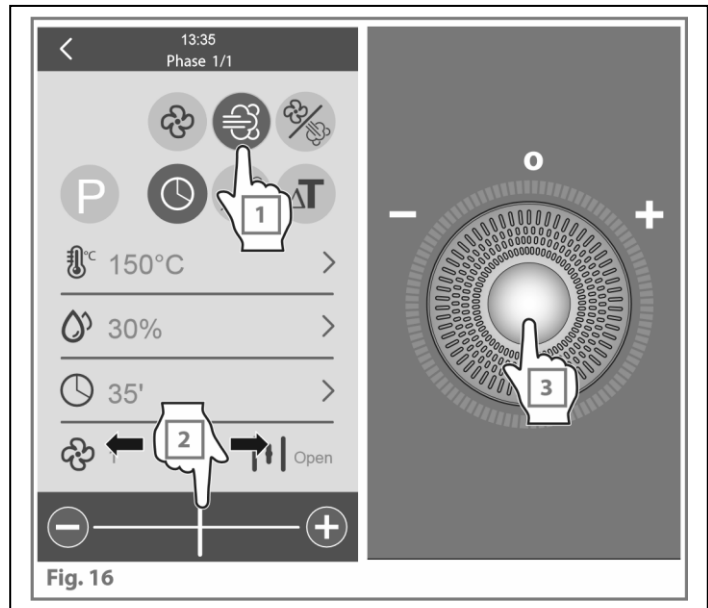 13:35
Phase 1/1
P
ΔT
1
°C 150°C
30%
35'
2
Open
Fig. 16
O
− +
3